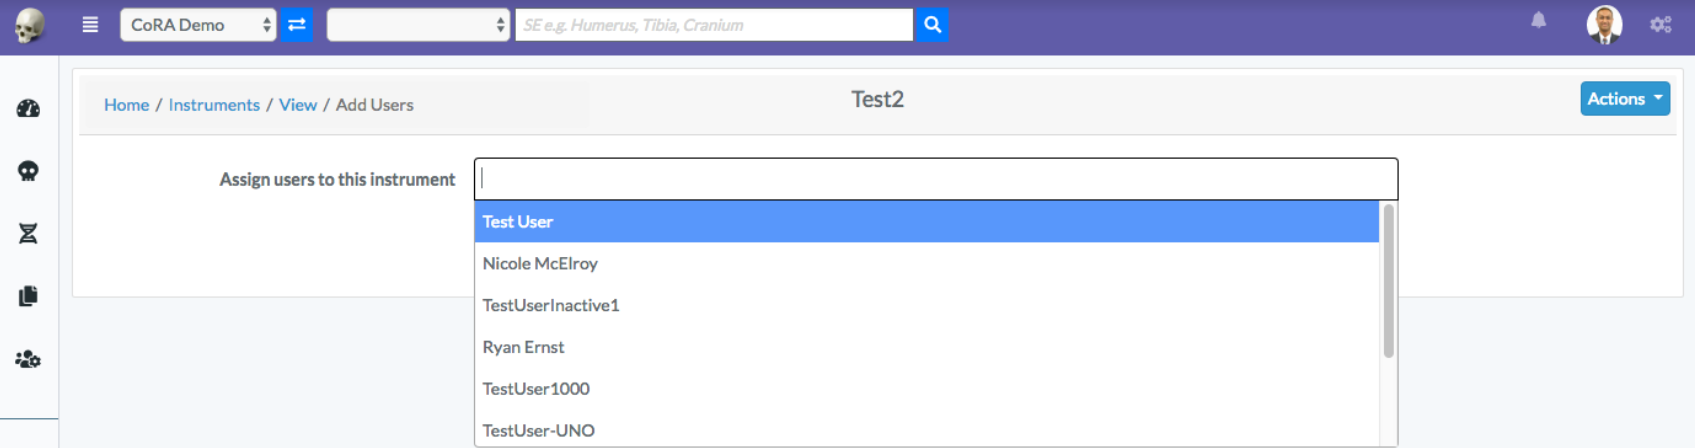 CoRA Demo
SE e.g. Humerus, Tibia, Cranium
Home / Instruments / View / Add Users
Test2
Actions
Assign users to this instrument
Test User
Nicole McElroy
TestUserInactive1
Ryan Ernst
TestUser1000
TestUser-UNO